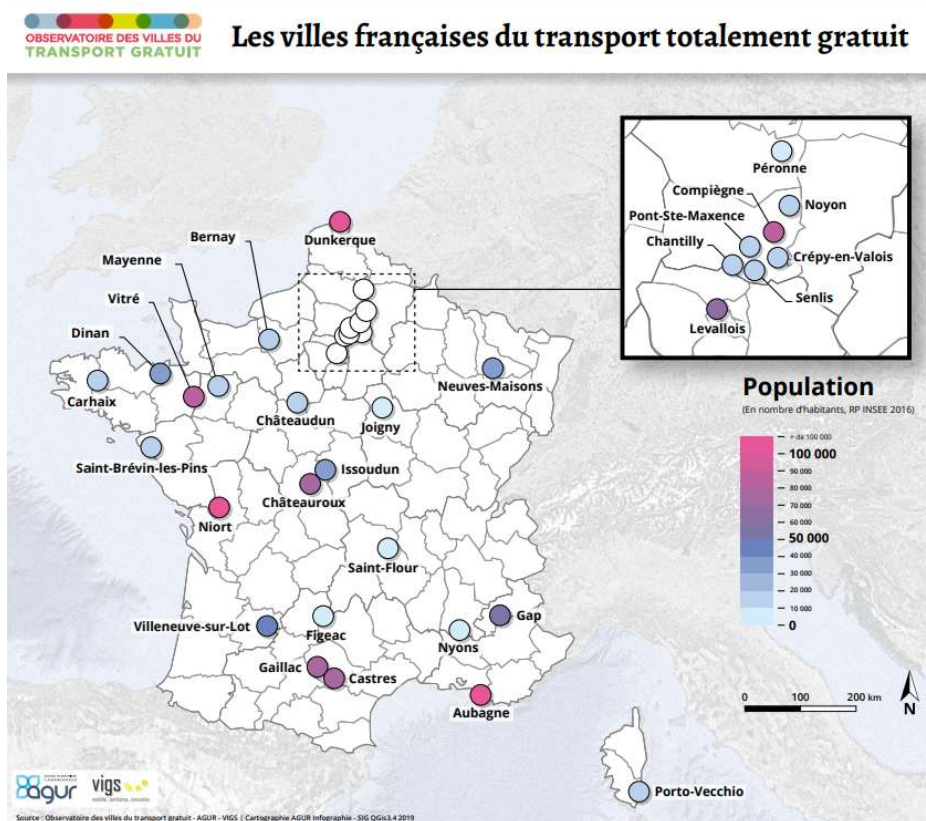 OBSERVATOIRE DES VILLES DU
TRANSPORT GRATUIT
Les villes françaises du transport totalement gratuit
Péronne
Compiègne
Noyon
Pont-Ste-Maxence
Chantilly
Crépy-en-Valois
Senlis
Levallois
Dunkerque
Bernay
Mayenne
Vitré
Dinan
Carhaix
Neuves-Maisons
Châteaudun
Joigny
Saint-Brévin-les-Pins
Issoudun
Châteauroux
Niort
Saint-Flour
Villeneuve-sur-Lot
Figeac
Nyons
Gap
Gaillac
Castres
Aubagne
Porto-Vecchio
Population
(En nombre d'habitants, RP INSEE 2016)
+ de 100 000
100 000
90 000
80 000
70 000
60 000
50 000
40 000
30 000
20 000
10 000
0
0 100 200 km
N
agur
vigs
Source : Observatoire des villes du transport gratuit - AGUR - VIGS | Cartographie AGUR Infographie - SIG QGis3.4 2019